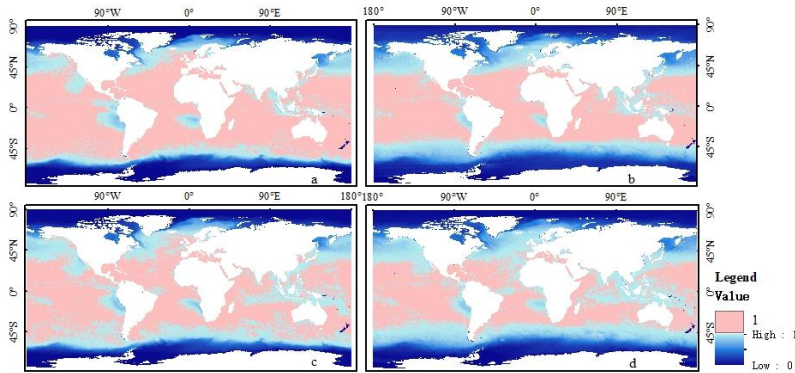 90°W 0° 90°E
180° 90°W 0° 90°E
90° 45°N 0° 45°S
a
b
90° 45°N 0° 45°S
90°W 0° 90°E 180°
90°W 0° 90°E
90° 45°N 0° 45°S
c
d
90° 45°N 0° 45°S
Legend
Value
1
High : 1
Low : 0